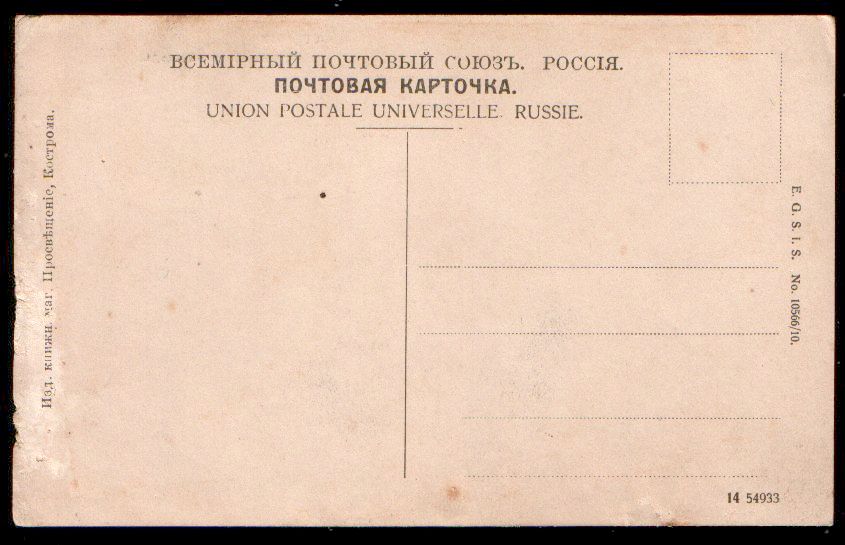 ВСЕМІРНЫЙ ПОЧТОВЫЙ СОЮЗЪ. РОССІЯ.
ПОЧТОВАЯ КАРТОЧКА.
UNION POSTALE UNIVERSELLE. RUSSIE.
Изд. книжн. маг. Просвѣщеніе, Кострома.
E. G. S. i. S. No. 10566/10.
14 54933